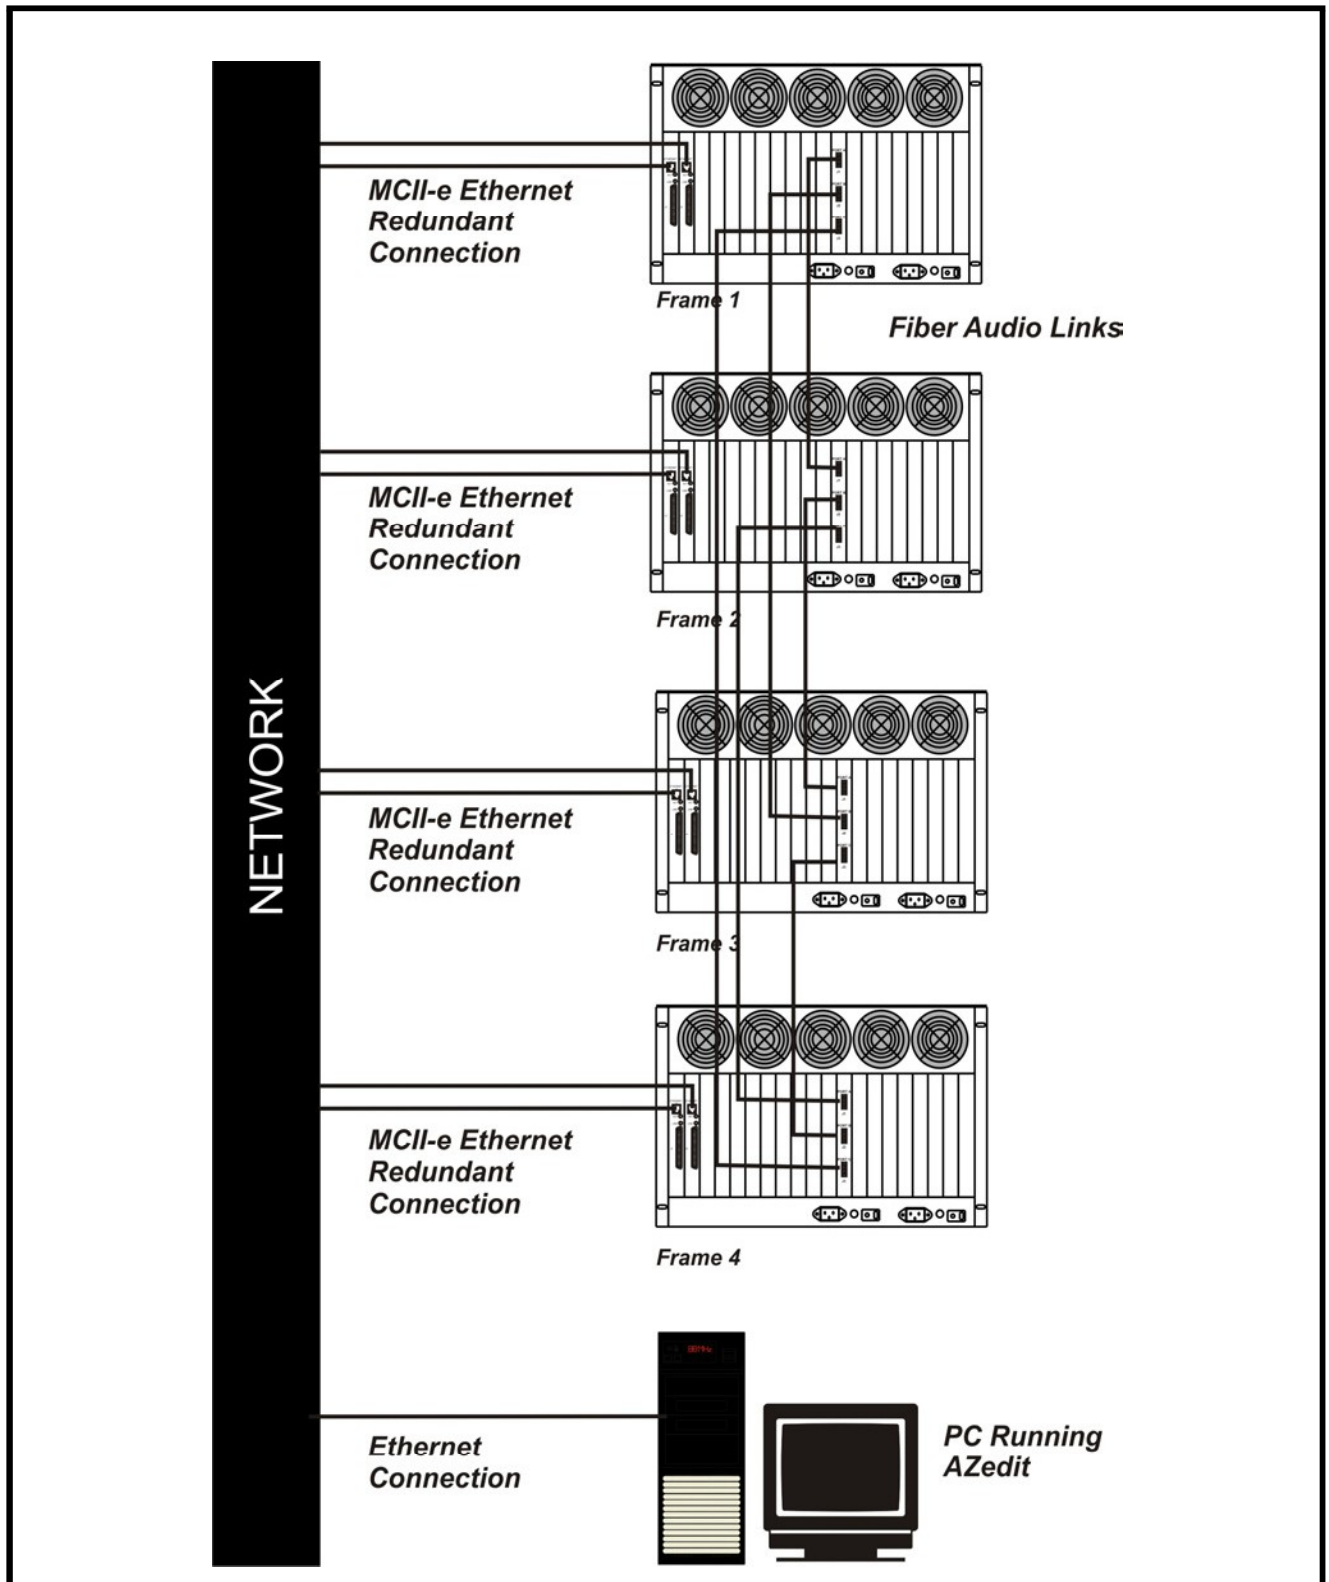 MCII-e Ethernet
Redundant
Connection
Frame 1
Fiber Audio Links
MCII-e Ethernet
Redundant
Connection
Frame 2
NETWORK
MCII-e Ethernet
Redundant
Connection
Frame 3
MCII-e Ethernet
Redundant
Connection
Frame 4
Ethernet
Connection
PC Running
AZedit